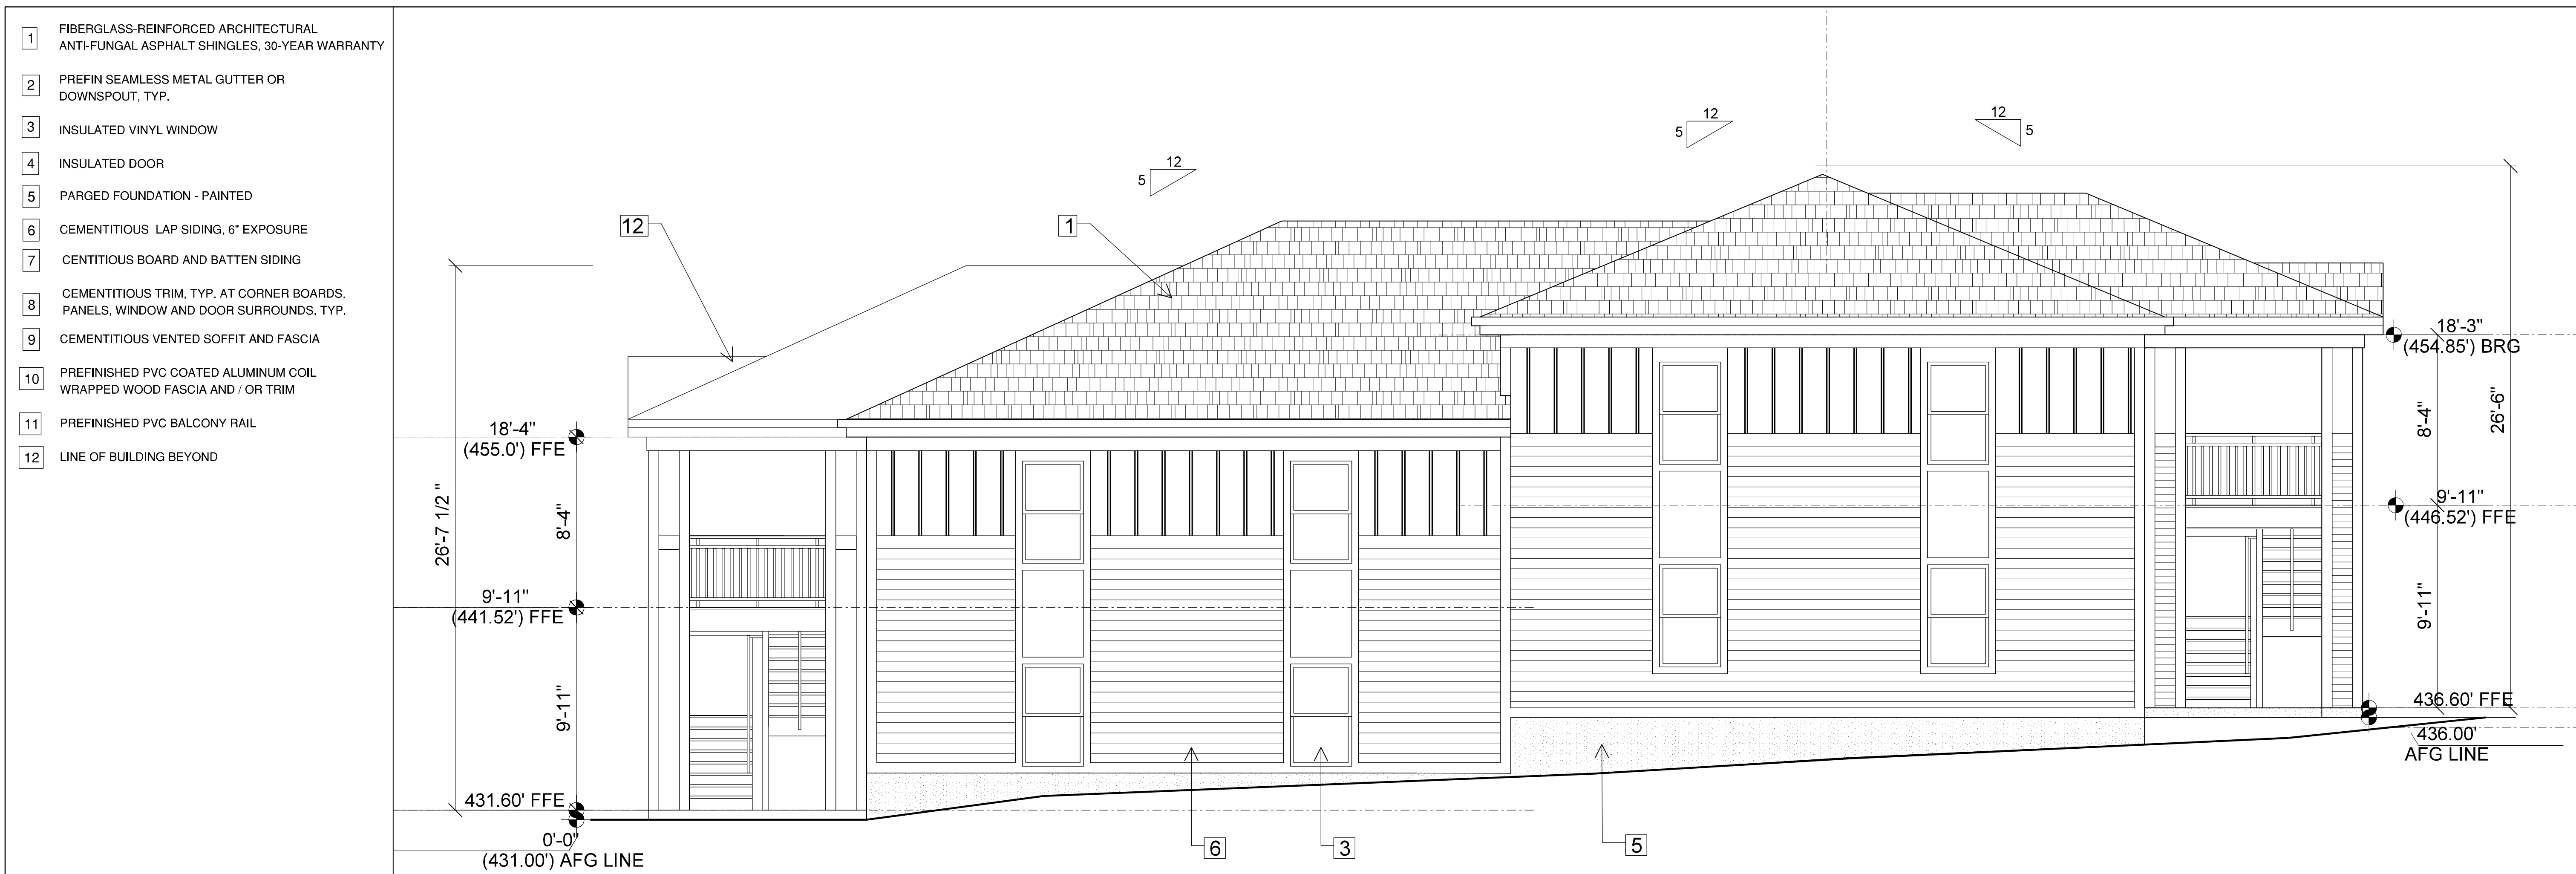 1 FIBERGLASS-REINFORCED ARCHITECTURAL
ANTI-FUNGAL ASPHALT SHINGLES, 30-YEAR WARRANTY
2 PREFIN SEAMLESS METAL GUTTER OR
DOWNSPOUT, TYP.
3 INSULATED VINYL WINDOW
4 INSULATED DOOR
5 PARGED FOUNDATION - PAINTED
6 CEMENTITIOUS LAP SIDING, 6" EXPOSURE
7 CENTITIOUS BOARD AND BATTEN SIDING
8 CEMENTITIOUS TRIM, TYP. AT CORNER BOARDS,
PANELS, WINDOW AND DOOR SURROUNDS, TYP.
9 CEMENTITIOUS VENTED SOFFIT AND FASCIA
10 PREFINISHED PVC COATED ALUMINUM COIL
WRAPPED WOOD FASCIA AND / OR TRIM
11 PREFINISHED PVC BALCONY RAIL
12 LINE OF BUILDING BEYOND
12
5
12
5
12
5
12
1
18'-4"
(455.0') FFE
26'-7 1/2 "
8'-4"
9'-11"
(441.52') FFE
9'-11"
431.60' FFE
0'-0"
(431.00') AFG LINE
6
3
5
18'-3"
(454.85') BRG
8'-4"
26'-6"
9'-11"
(446.52') FFE
9'-11"
436.60' FFE
436.00'
AFG LINE